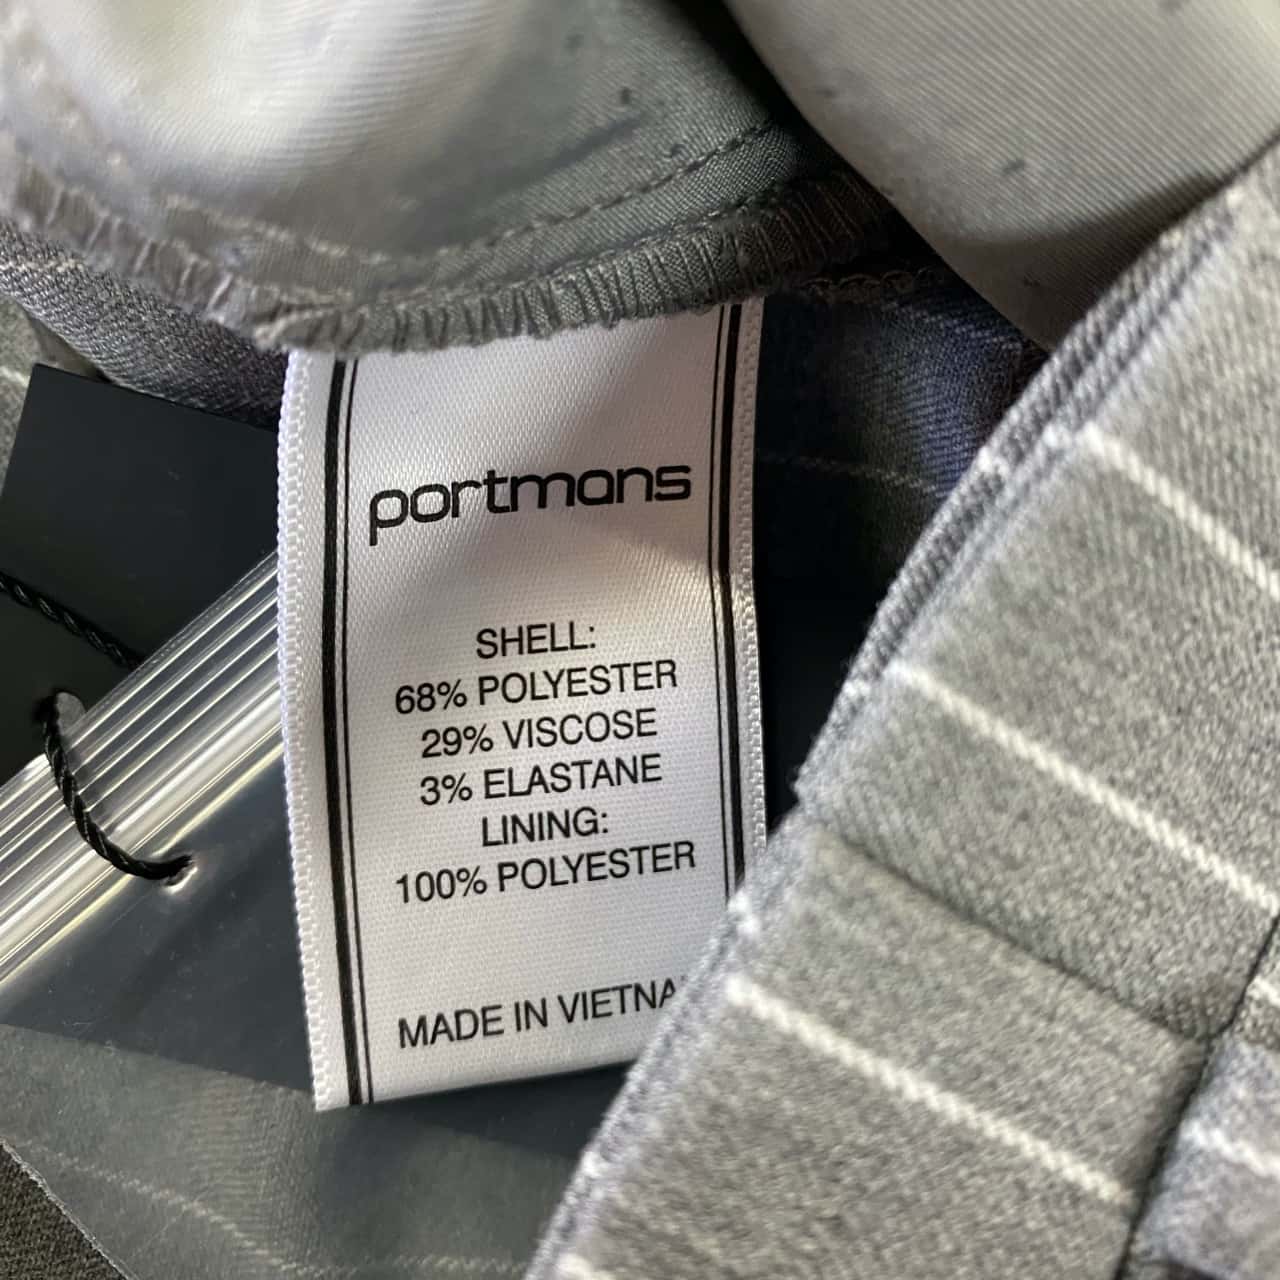 portmans
SHELL:
68% POLYESTER
29% VISCOSE
3% ELASTANE
LINING:
100% POLYESTER
MADE IN VIETNA